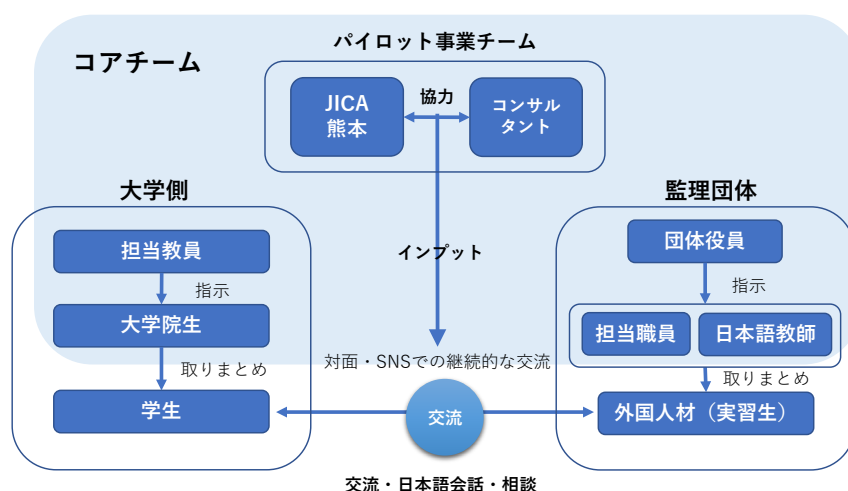 パイロット事業チーム
コアチーム
JICA
熊本
協力
コンサル
タント
大学側
監理団体
担当教員
団体役員
インプット
指示
指示
大学院生
担当職員
日本語教師
対面・SNSでの継続的な交流
取りまとめ
取りまとめ
学生
交流
外国人材（実習生）
交流・日本語会話・相談